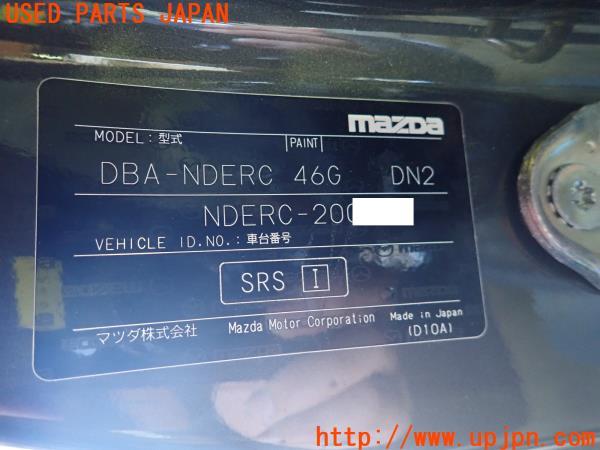 USED PARTS JAPAN
mazda
MODEL: 型式 PAINT
DBA-NDERC 46G DN2
NDERC-200
VEHICLE ID.NO.: 車台番号
SRS I
マツダ株式会社 Mazda Motor Corporation Made in Japan
(D10A)
http://www.upjpn.com/